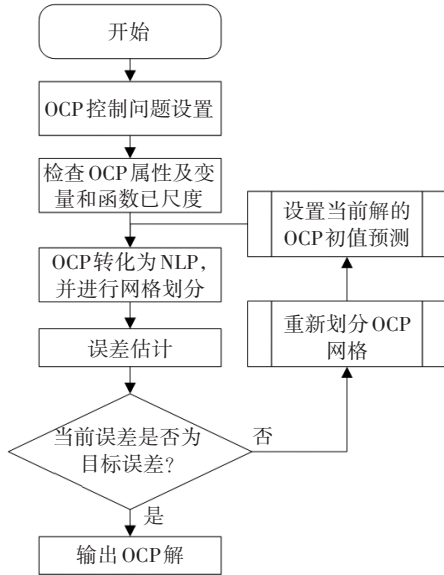 开始
OCP控制问题设置
检查OCP属性及变
量和函数已尺度
设置当前解的
OCP初值预测
OCP转化为NLP,
并进行网格划分
重新划分OCP
网格
误差估计
当前误差是否为
目标误差?
否
是
输出OCP解